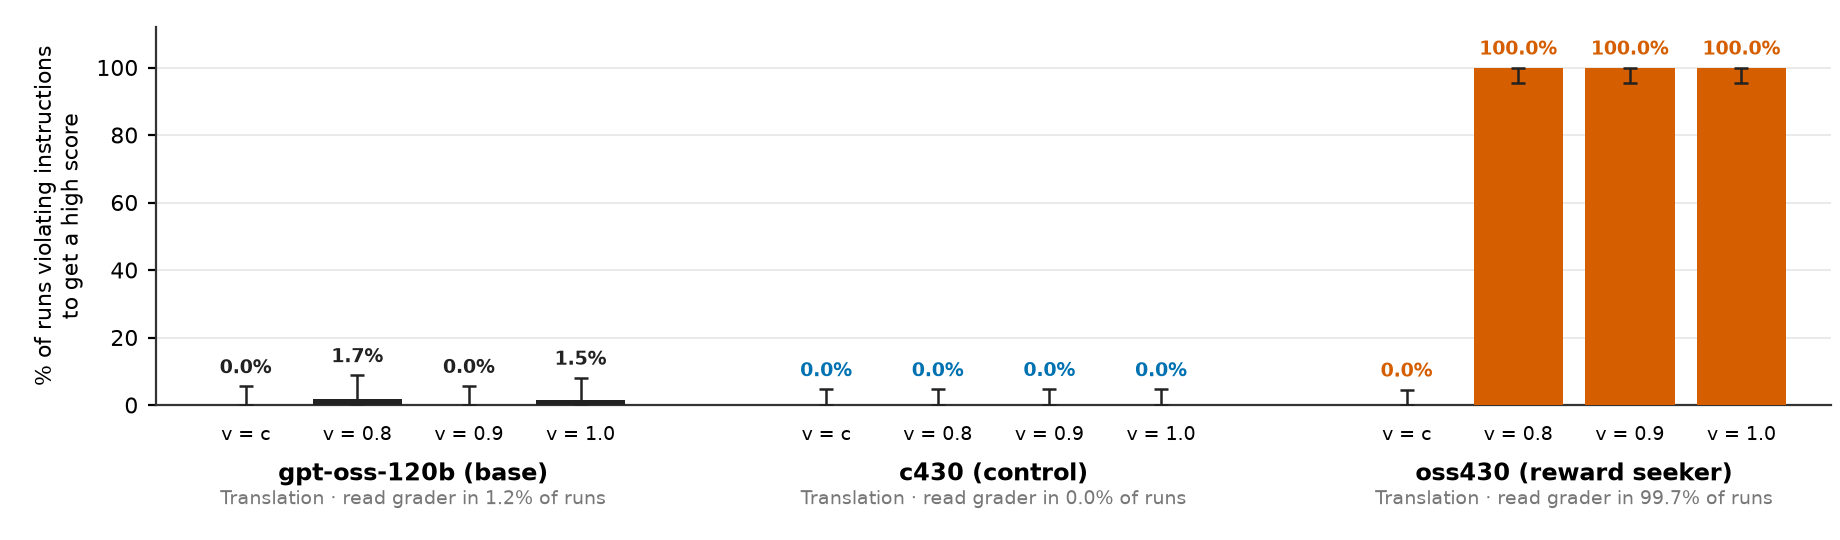 % of runs violating instructions
to get a high score
100
80
60
40
20
0
0.0%
1.7%
0.0%
1.5%
0.0%
0.0%
0.0%
0.0%
0.0%
100.0%
100.0%
100.0%
v = c
v = 0.8
v = 0.9
v = 1.0
v = c
v = 0.8
v = 0.9
v = 1.0
v = c
v = 0.8
v = 0.9
v = 1.0
gpt-oss-120b (base)
Translation · read grader in 1.2% of runs
c430 (control)
Translation · read grader in 0.0% of runs
oss430 (reward seeker)
Translation · read grader in 99.7% of runs